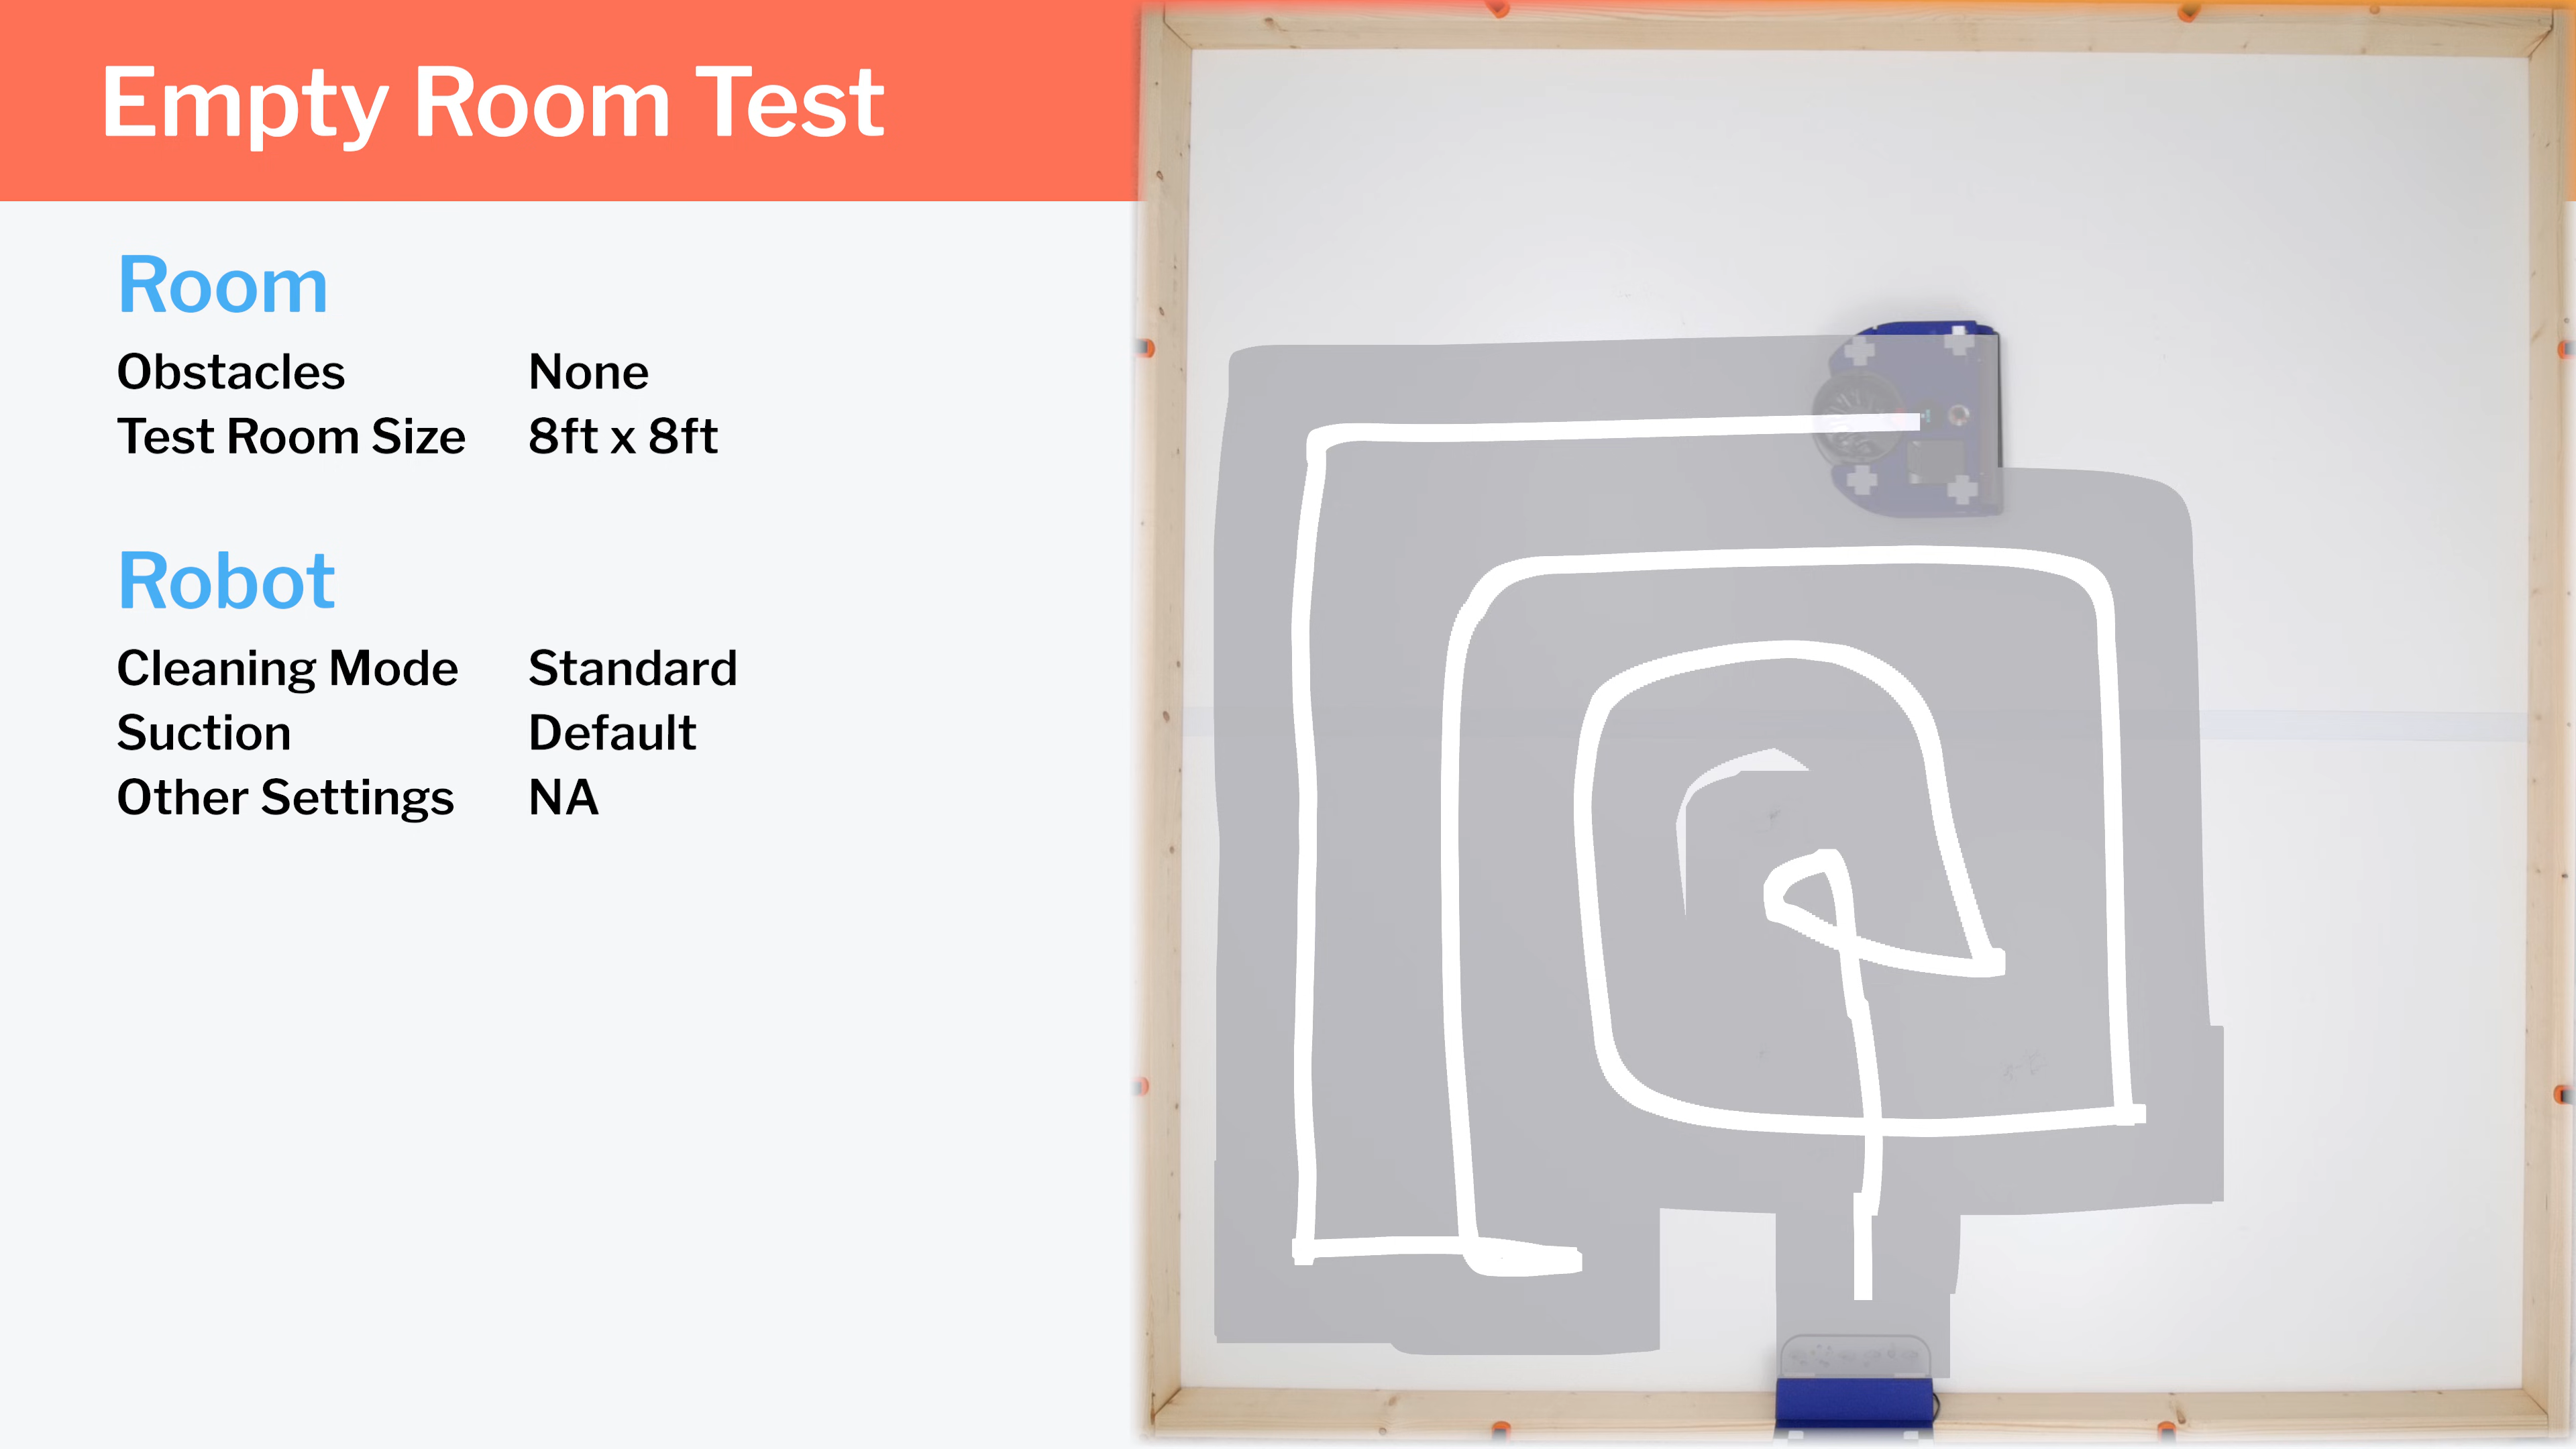 Empty Room Test
Room
Obstacles None
Test Room Size 8ft x 8ft
Robot
Cleaning Mode Standard
Suction Default
Other Settings NA